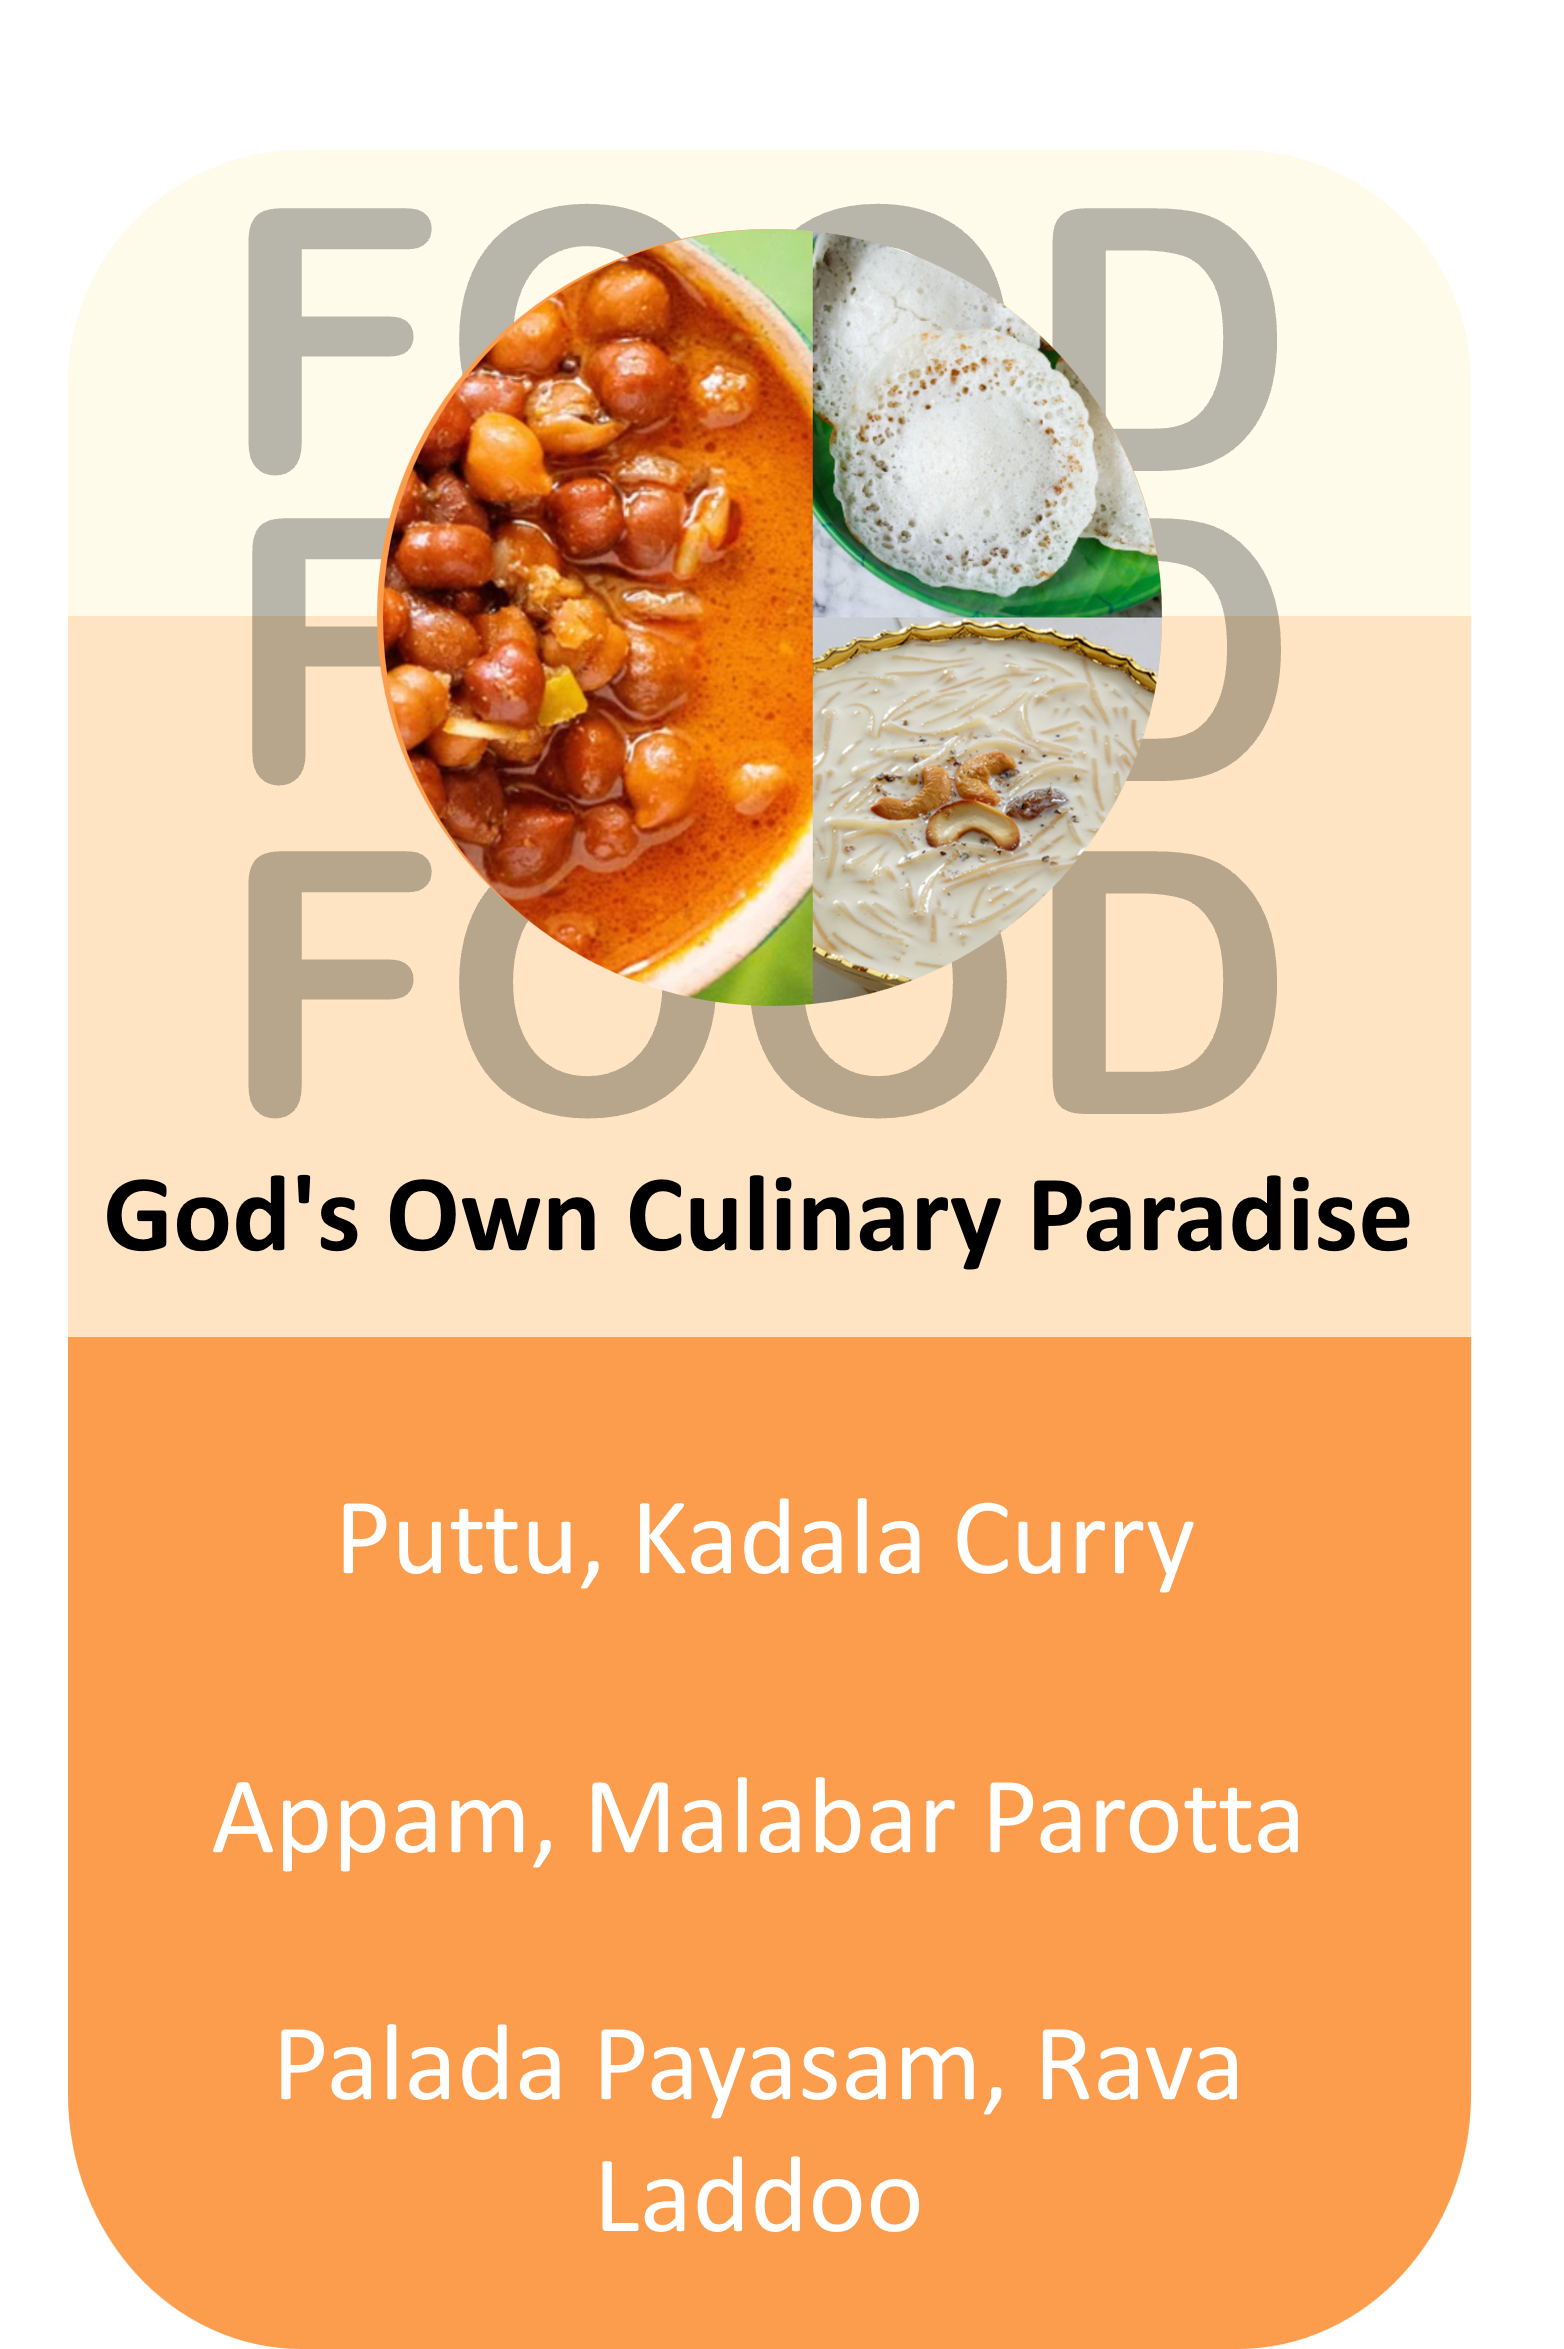 FOOD
FOOD
FOOD
God's Own Culinary Paradise
Puttu, Kadala Curry
Appam, Malabar Parotta
Palada Payasam, Rava
Laddoo